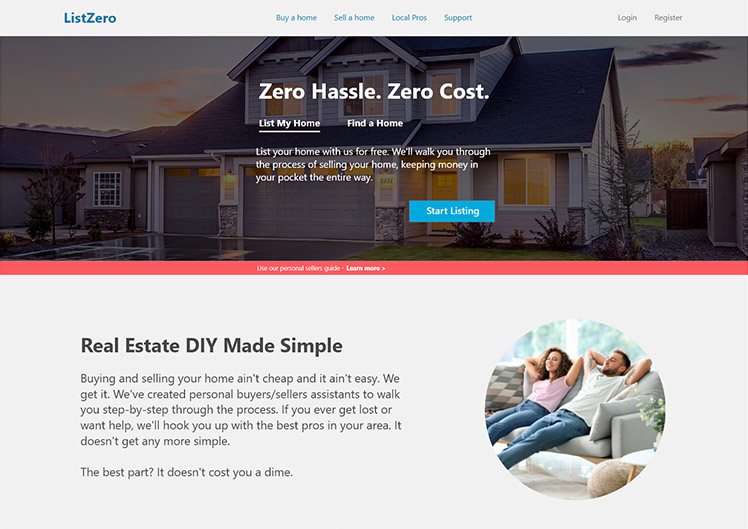 ListZero
Buy a home
Sell a home
Local Pros
Support
Login
Register
Zero Hassle. Zero Cost.
List My Home
Find a Home
List your home with us for free. We'll walk you through
the process of selling your home, keeping money in
your pocket the entire way.
Start Listing
Use our personal sellers guide - Learn more >
Real Estate DIY Made Simple
Buying and selling your home ain't cheap and it ain't easy. We
get it. We've created personal buyers/sellers assistants to walk
you step-by-step through the process. If you ever get lost or
want help, we'll hook you up with the best pros in your area. It
doesn't get any more simple.
The best part? It doesn't cost you a dime.